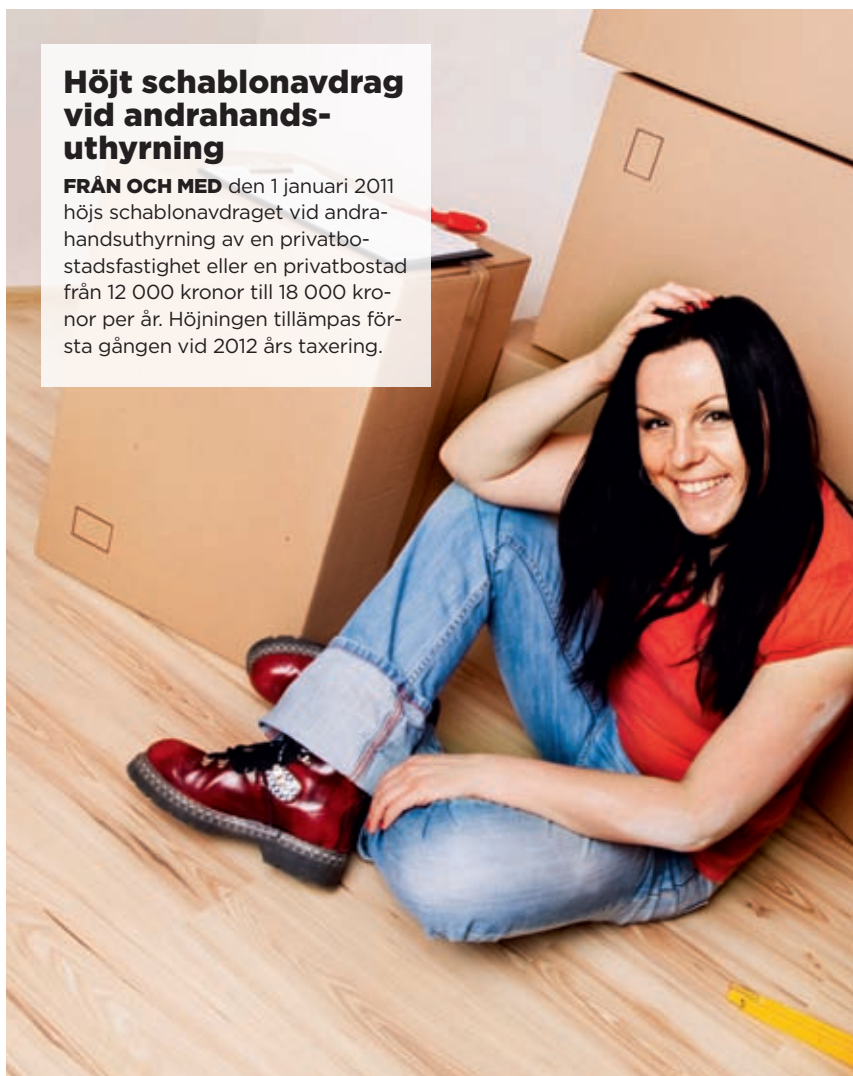 Höjt schablonavdrag
vid andrahands-
uthyrning
FRÅN OCH MED den 1 januari 2011
höjs schablonavdraget vid andra-
handsuthyrning av en privatbo-
stadsfastighet eller en privatbostad
från 12 000 kronor till 18 000 kro-
nor per år. Höjningen tillämpas för-
sta gången vid 2012 års taxering.